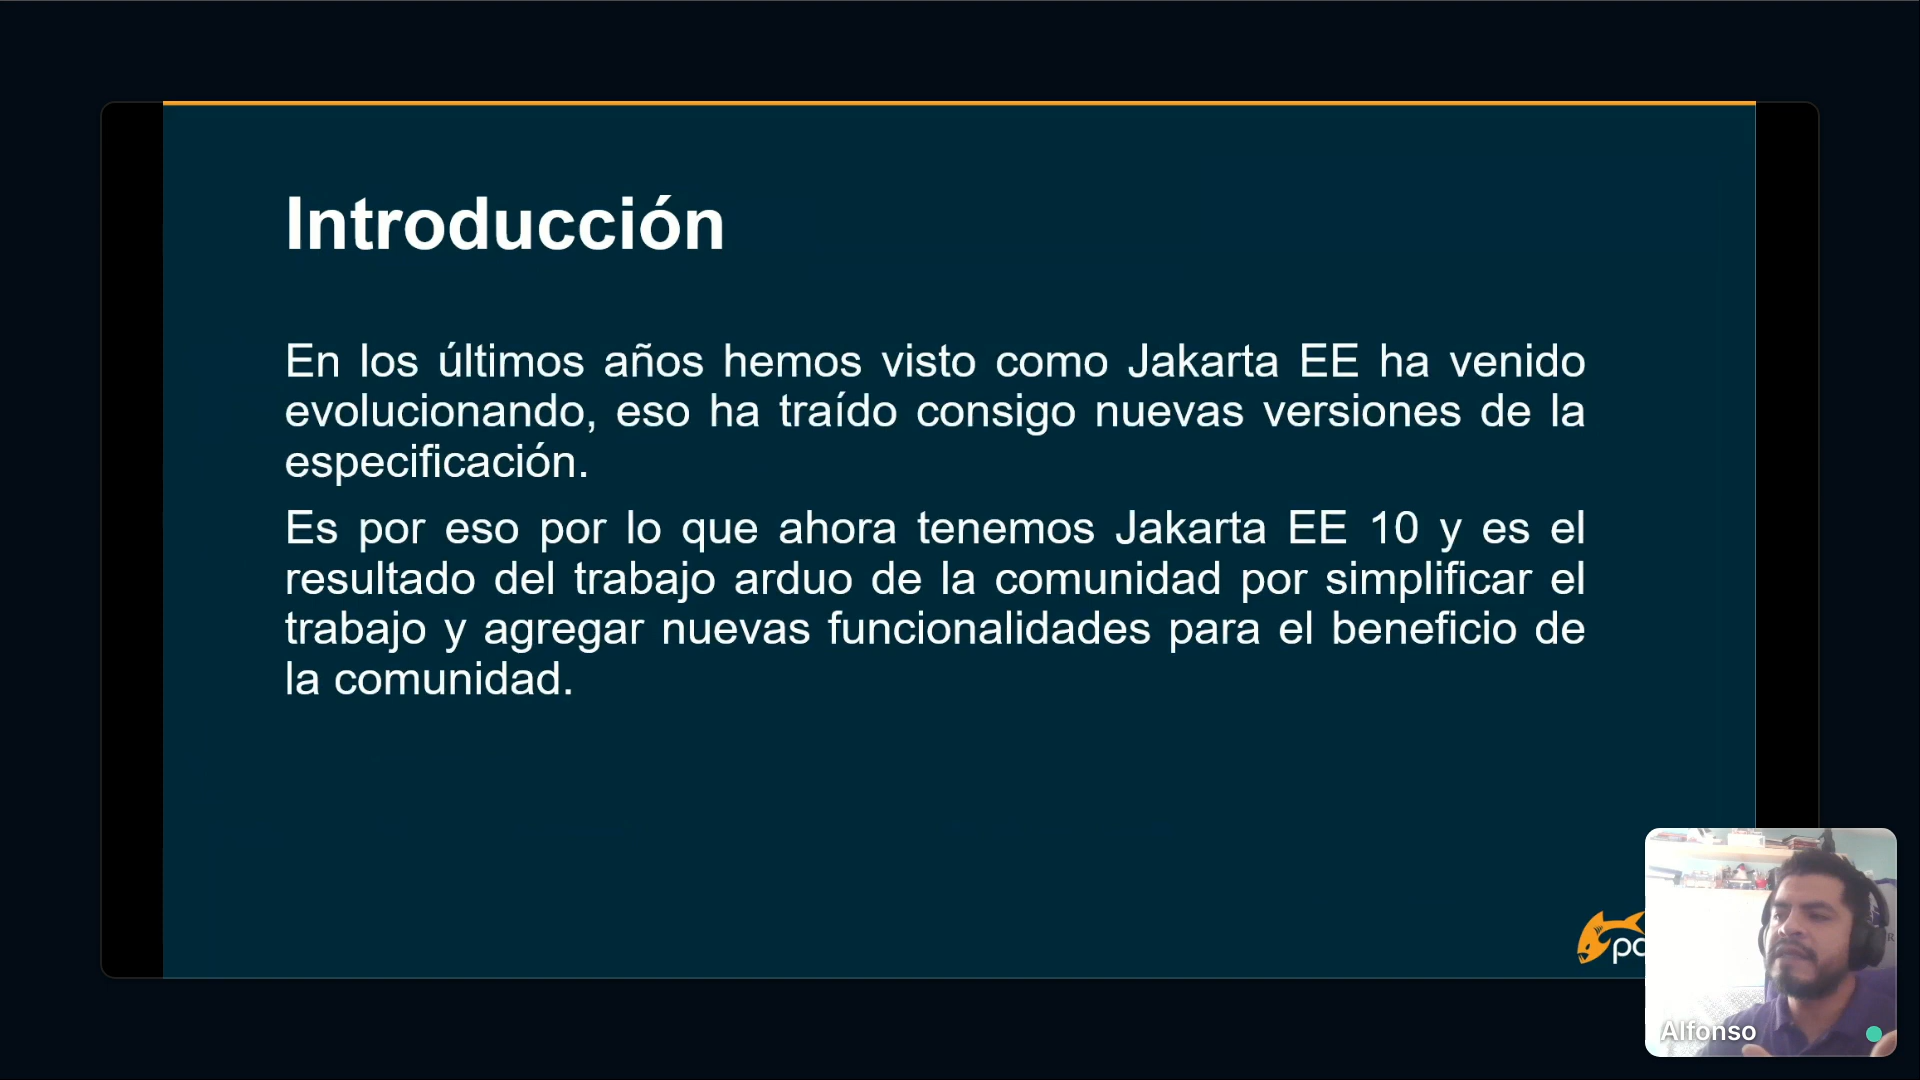 Introducción
En los últimos años hemos visto como Jakarta EE ha venido
evolucionando, eso ha traído consigo nuevas versiones de la
especificación.
Es por eso por lo que ahora tenemos Jakarta EE 10 y es el
resultado del trabajo arduo de la comunidad por simplificar el
trabajo y agregar nuevas funcionalidades para el beneficio de
la comunidad.
Alfonso